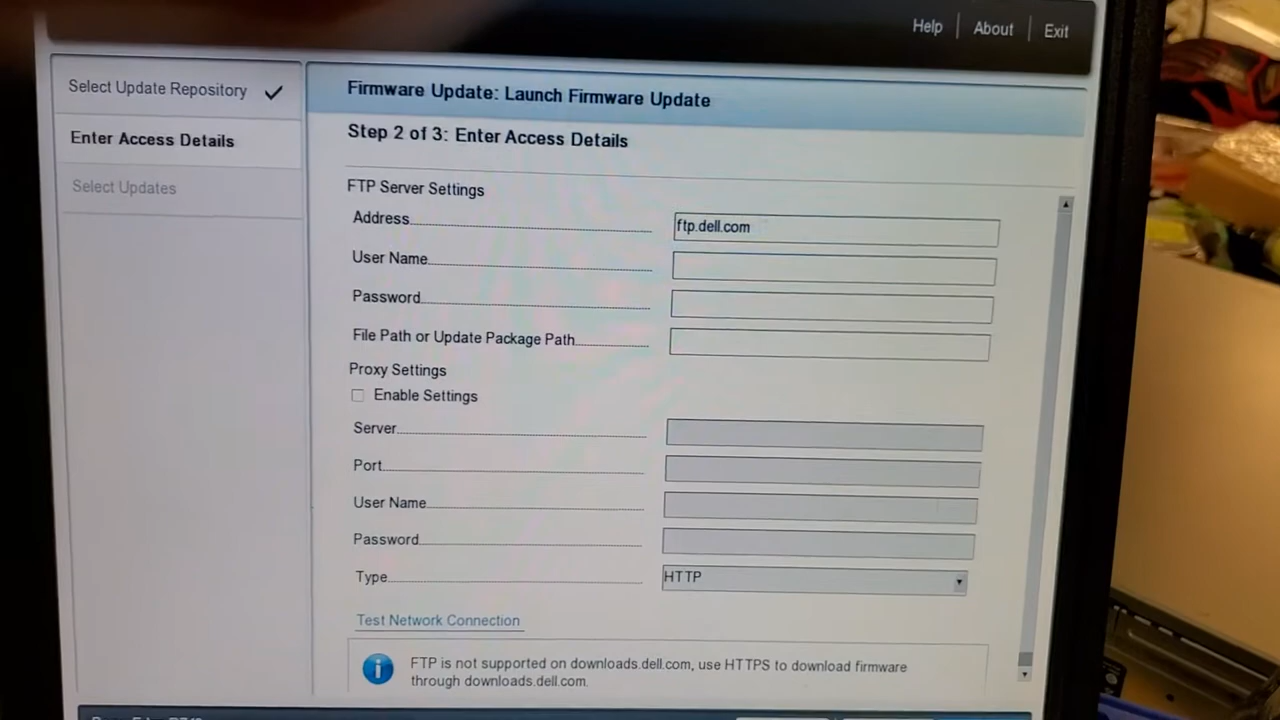 Help About Exit
Select Update Repository
Enter Access Details
Select Updates
Firmware Update: Launch Firmware Update
Step 2 of 3: Enter Access Details
FTP Server Settings
Address ftp.dell.com
User Name
Password
File Path or Update Package Path
Proxy Settings
Enable Settings
Server
Port
User Name
Password
Type HTTP
Test Network Connection
FTP is not supported on downloads.dell.com, use HTTPS to download firmware
through downloads.dell.com.